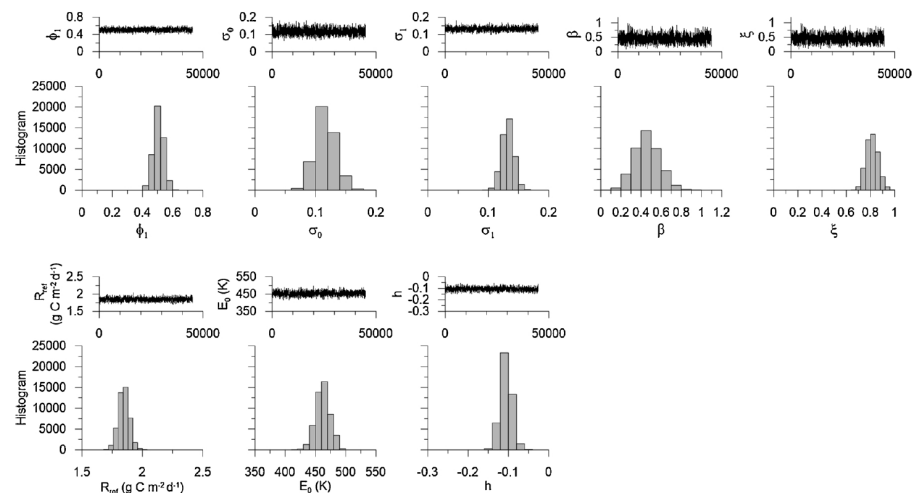 ϕ1 0.8 0.4 0 0 50000
σ0 0.2 0.1 0 0 50000
σ1 0.2 0.1 0 0 50000
β 1 0.5 0 0 50000
ξ 1 0.5 0 0 50000
Histogram 25000 20000 15000 10000 5000 0
0 0.2 0.4 0.6 0.8
ϕ1
0 0.1 0.2
σ0
0 0.1 0.2
σ1
0 0.2 0.4 0.6 0.8 1 1.2
β
0 0.2 0.4 0.6 0.8 1
ξ
Rref (g C m-2 d-1) 2.5 2 1.5 0 50000
E0 (K) 550 450 350 0 50000
h 0 -0.1 -0.2 -0.3 0 50000
Histogram 25000 20000 15000 10000 5000 0
1.5 2 2.5
Rref (g C m-2 d-1)
350 400 450 500 550
E0 (K)
-0.3 -0.2 -0.1 0
h